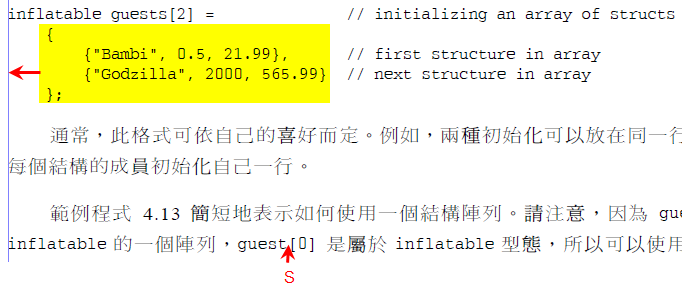 inflatable guests[2] = // initializing an array of structs
{
{"Bambi", 0.5, 21.99}, // first structure in array
{"Godzilla", 2000, 565.99} // next structure in array
};
通常，此格式可依自己的喜好而定。例如，兩種初始化可以放在同一行
每個結構的成員初始化自己一行。
範例程式 4.13 簡短地表示如何使用一個結構陣列。請注意，因為 gue
inflatable 的一個陣列，guest[0] 是屬於 inflatable 型態，所以可以使用
S